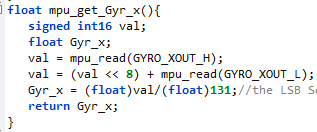 float mpu_get_Gyr_x(){
signed int16 val;
float Gyr_x;
val = mpu_read(GYRO_XOUT_H);
val = (val << 8) + mpu_read(GYRO_XOUT_L);
Gyr_x = (float)val/(float)131;//the LSB Se
return Gyr_x;
}